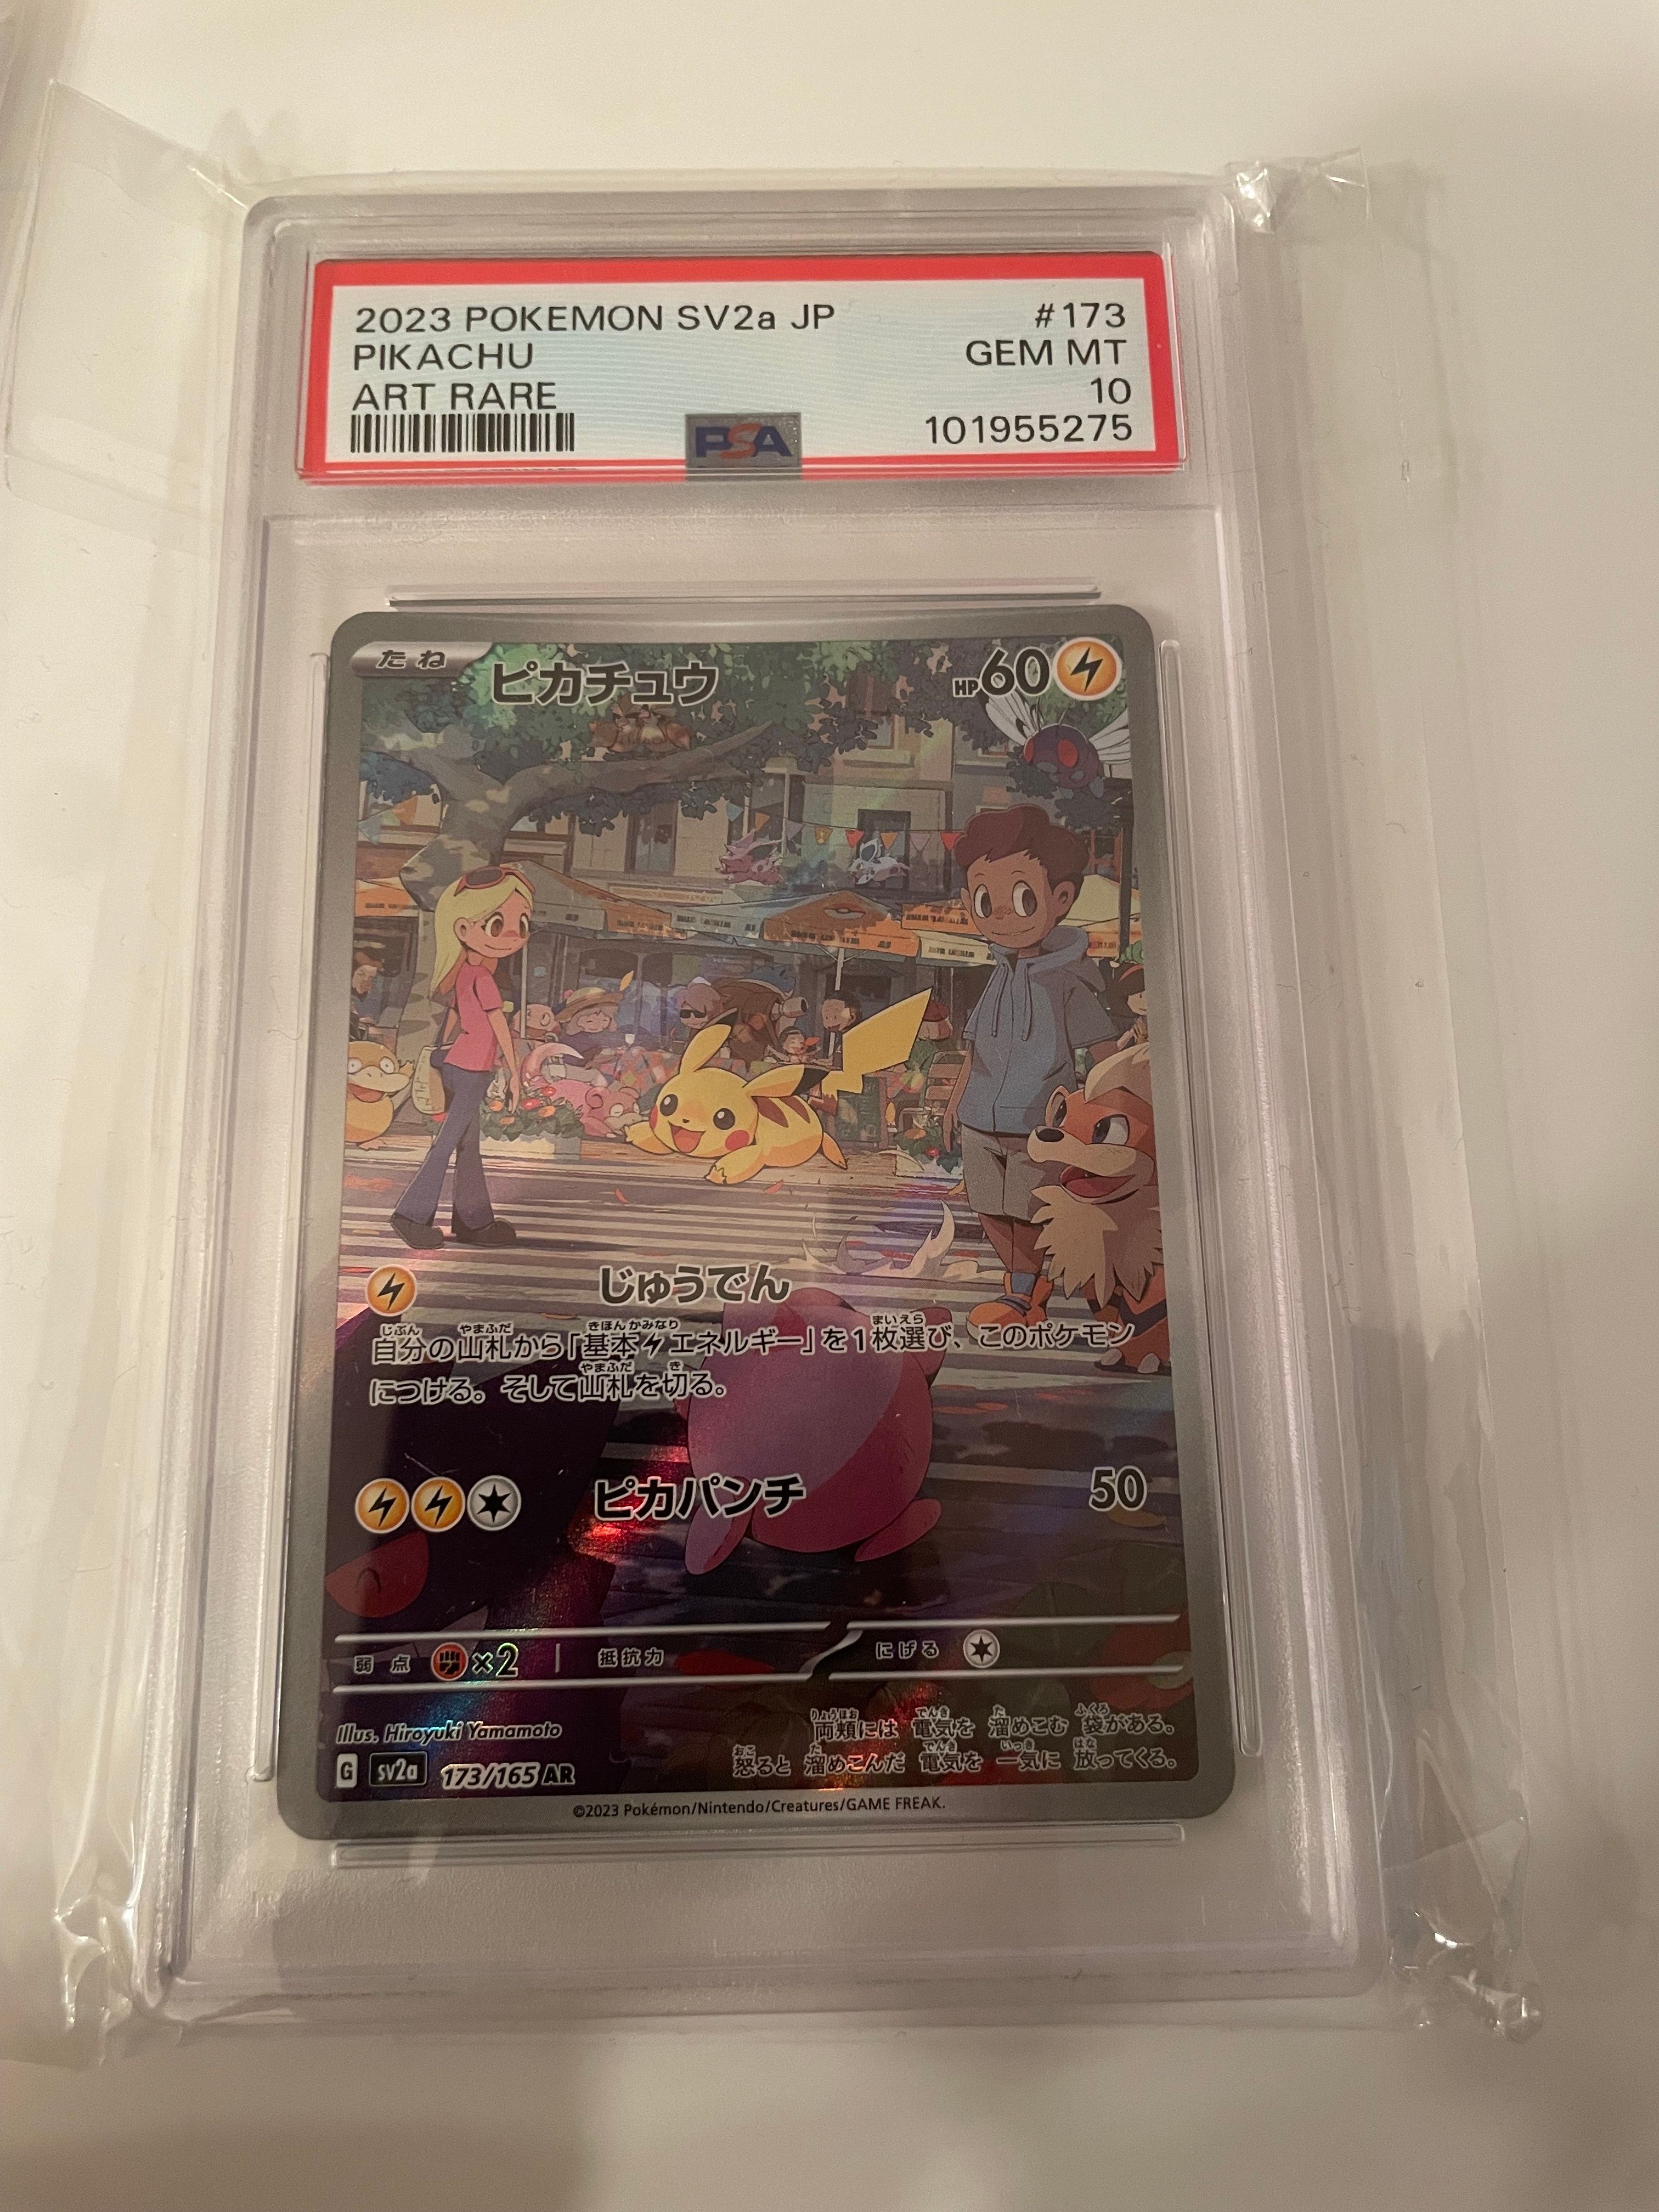 2023 POKEMON SV2a JP #173
PIKACHU GEM MT
ART RARE 10
PSA 101955275
たね ピカチュウ HP60
じゅうでん
自分の山札から「基本エネルギー」を1枚選び、このポケモン
につける。そして山札を切る。
ピカパンチ 50
弱点 ×2 抵抗力 にげる
Illus. Hiroyuki Yamamoto
両頬には 電気を 溜めこむ 袋がある。
怒ると 溜めこんだ 電気を 一気に 放ってくる。
G sv2a 173/165 AR
©2023 Pokémon/Nintendo/Creatures/GAME FREAK.